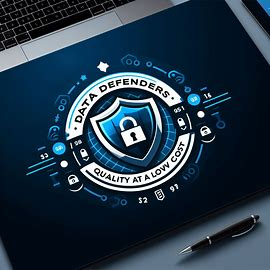 DATA DEFENDERS
QUALITY AT A LOW COST